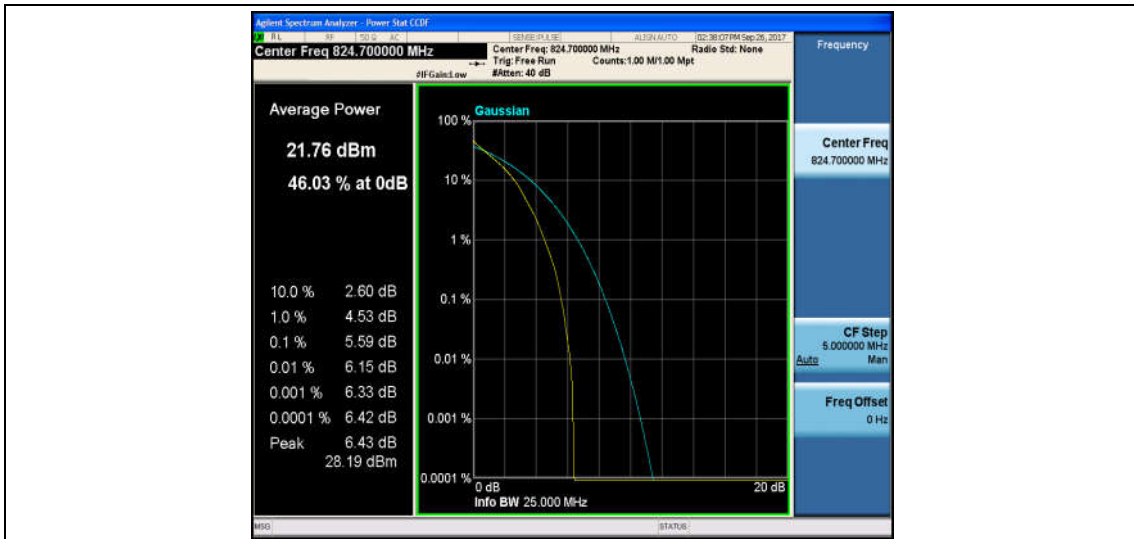 Agilent Spectrum Analyzer - Power Stat CCDF
RL RF 50 Ω AC SENSE:PULSE ALIGN AUTO 02:38:07 PM Sep 26, 2017
Center Freq 824.700000 MHz
Center Freq: 824.700000 MHz Radio Std: None
Trig: Free Run Counts:1.00 M/1.00 Mpt
#IFGain:Low #Atten: 40 dB
Frequency
Average Power
21.76 dBm
46.03 % at 0dB
10.0 % 2.60 dB
1.0 % 4.53 dB
0.1 % 5.59 dB
0.01 % 6.15 dB
0.001 % 6.33 dB
0.0001 % 6.42 dB
Peak 6.43 dB
28.19 dBm
Gaussian
100 %
10 %
1 %
0.1 %
0.01 %
0.001 %
0.0001 %
0 dB 20 dB
Info BW 25.000 MHz
Center Freq
824.700000 MHz
CF Step
5.000000 MHz
Auto Man
Freq Offset
0 Hz
MSG STATUS